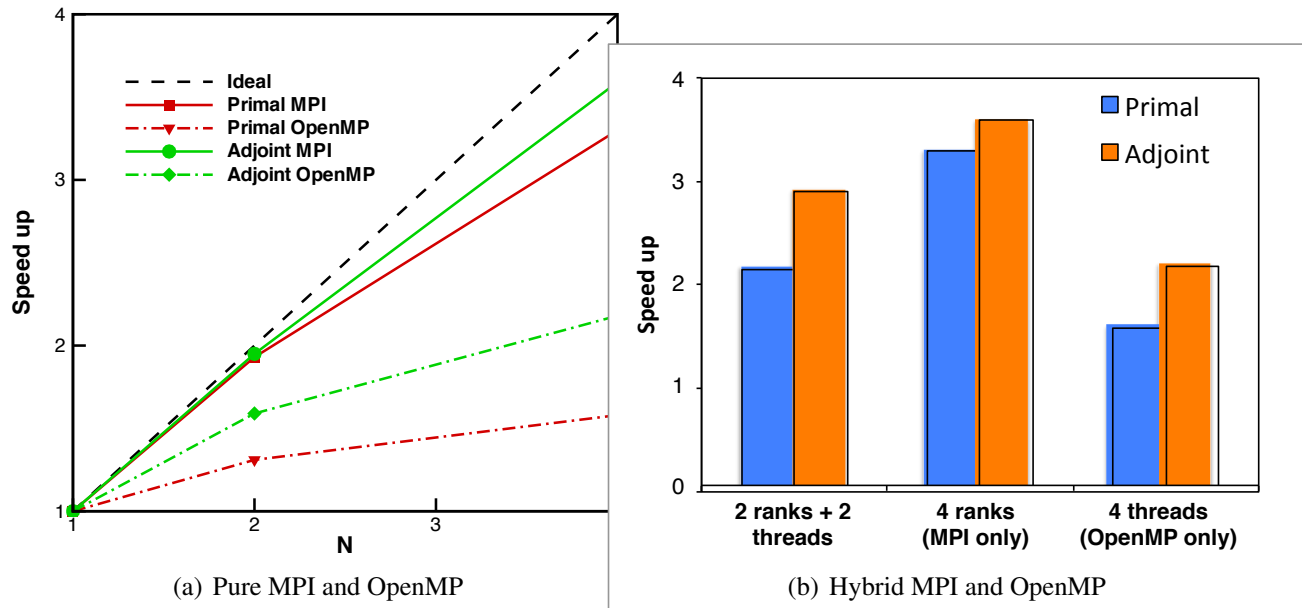 4
3
2
1
Speed up
Ideal
Primal MPI
Primal OpenMP
Adjoint MPI
Adjoint OpenMP
1
2
3
N
(a) Pure MPI and OpenMP
4
3
2
1
0
Speed up
Primal
Adjoint
2 ranks + 2
threads
4 ranks
(MPI only)
4 threads
(OpenMP only)
(b) Hybrid MPI and OpenMP